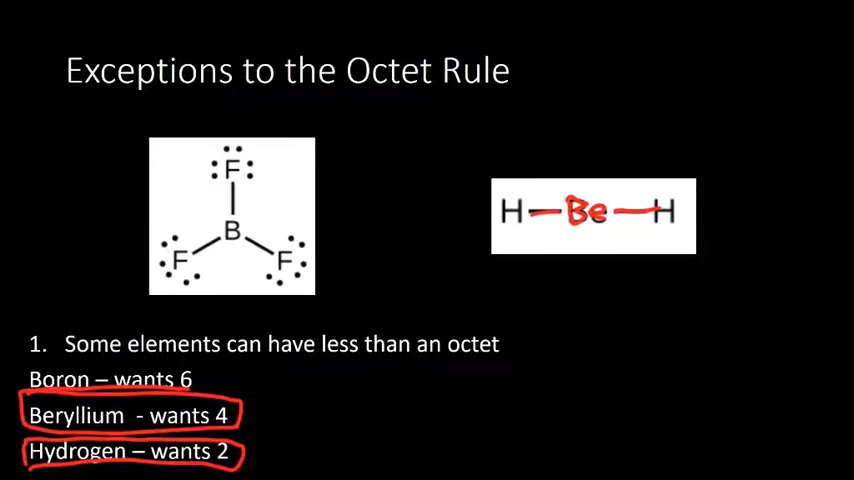 Exceptions to the Octet Rule
F
B
F F
H Be H
1. Some elements can have less than an octet
Boron – wants 6
Beryllium - wants 4
Hydrogen – wants 2